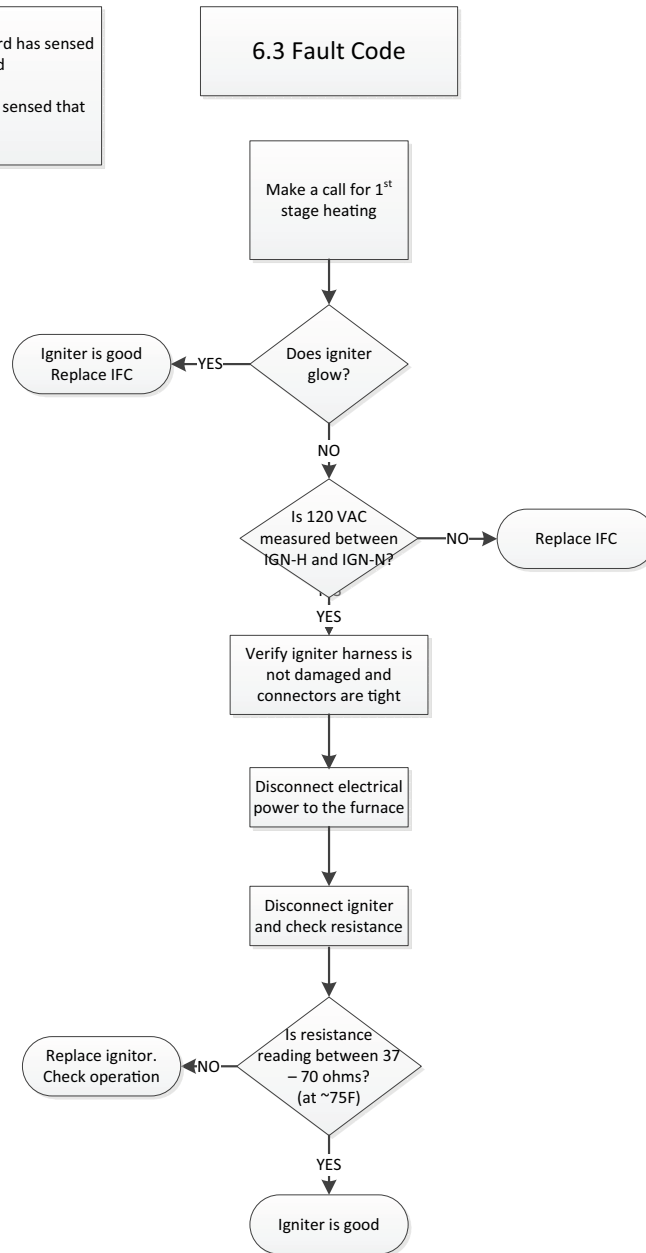 rd has sensed
d
sensed that
6.3 Fault Code
Make a call for 1st
stage heating
Does igniter
glow?
YES
Igniter is good
Replace IFC
NO
Is 120 VAC
measured between
IGN-H and IGN-N?
NO
Replace IFC
YES
Verify igniter harness is
not damaged and
connectors are tight
Disconnect electrical
power to the furnace
Disconnect igniter
and check resistance
Is resistance
reading between 37
– 70 ohms?
(at ~75F)
NO
Replace ignitor.
Check operation
YES
Igniter is good